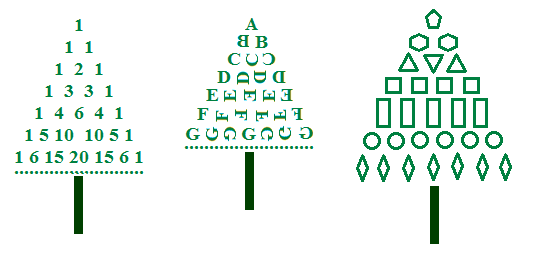 1
1 1
1 2 1
1 3 3 1
1 4 6 4 1
1 5 10 10 5 1
1 6 15 20 15 6 1
A
B B
C C C
D D D D
E E E E E
F F F F F F
G G G G G G G